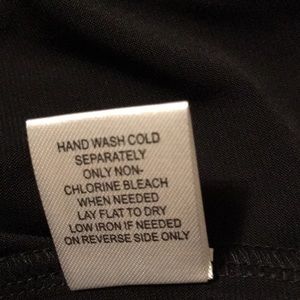 HAND WASH COLD
SEPARATELY
ONLY NON-
CHLORINE BLEACH
WHEN NEEDED
LAY FLAT TO DRY
LOW IRON IF NEEDED
ON REVERSE SIDE ONLY